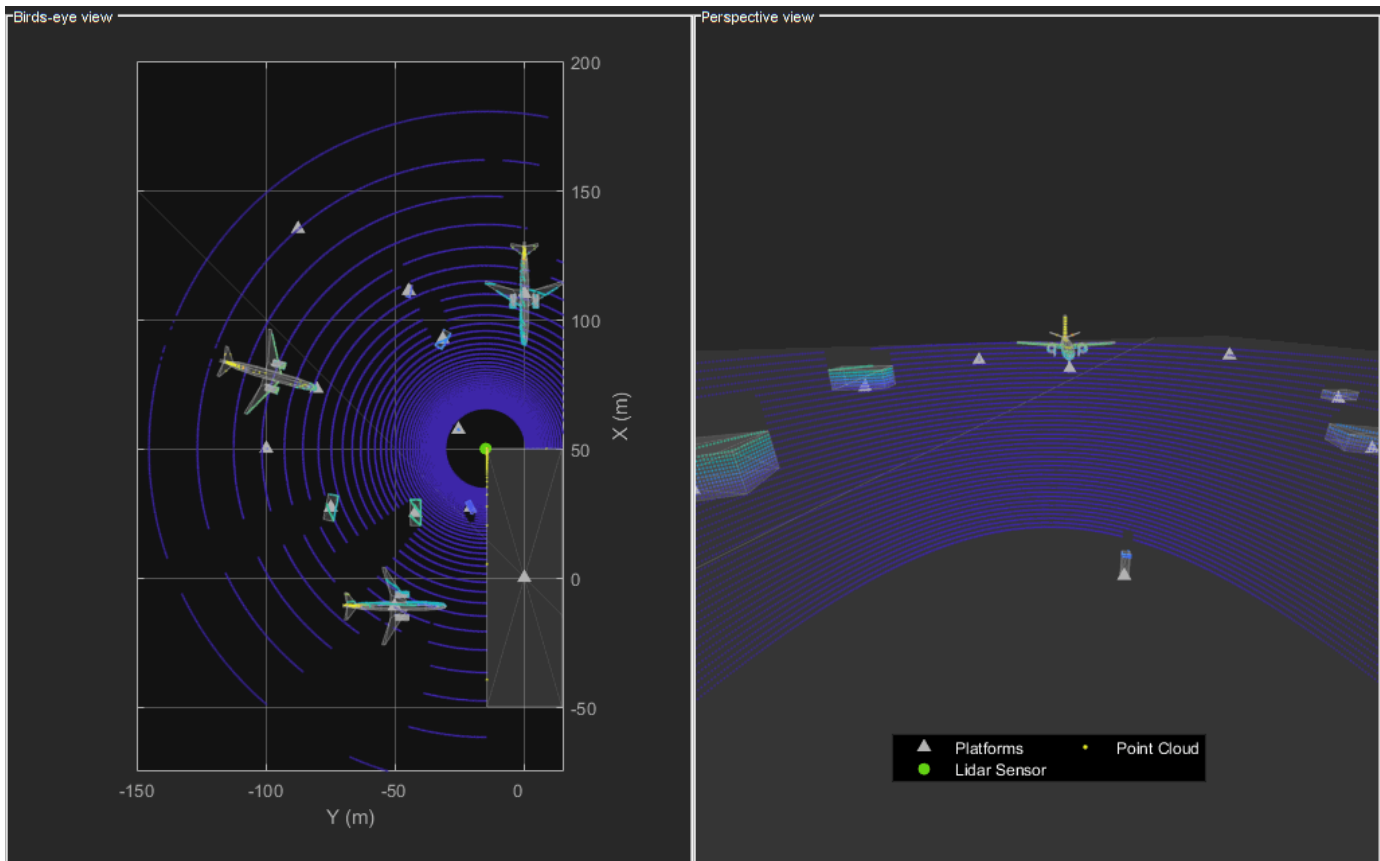 Birds-eye view
200
150
100
50
0
-50
X (m)
-150
-100
-50
0
Y (m)
Perspective view
Platforms
Point Cloud
Lidar Sensor